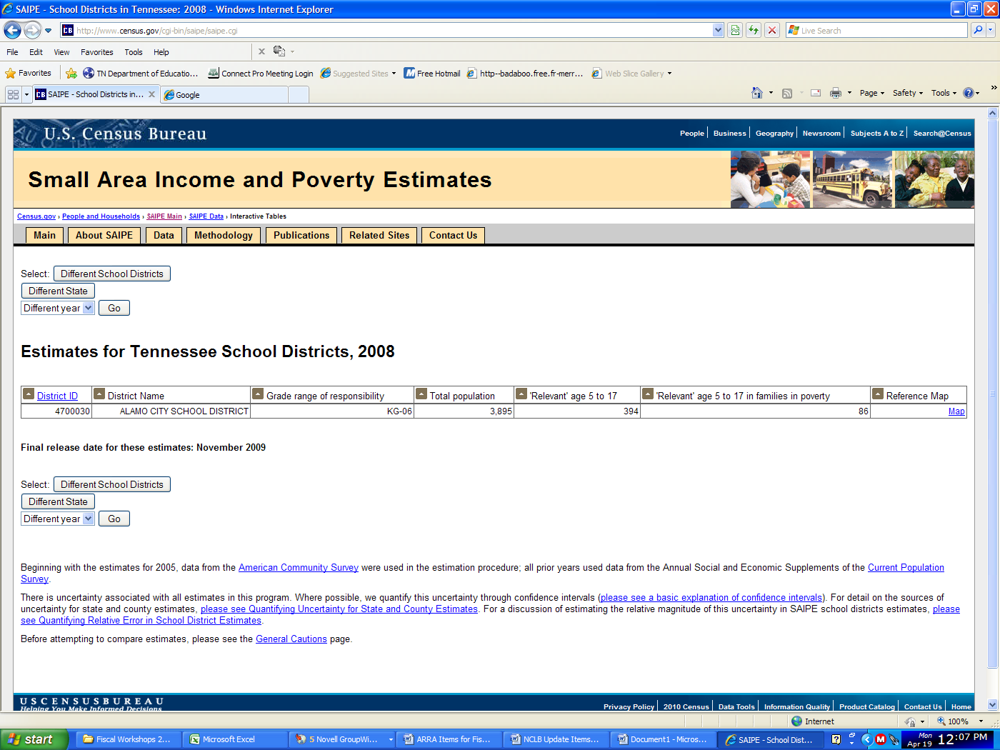 SAIPE - School Districts in Tennessee: 2008 - Windows Internet Explorer
http://www.census.gov/cgi-bin/saipe/saipe.cgi
Live Search
File Edit View Favorites Tools Help
Favorites TN Department of Educatio... Connect Pro Meeting Login Suggested Sites Free Hotmail http--badaboo.free.fr-merr... Web Slice Gallery
SAIPE - School Districts in... Google Page Safety Tools
U.S. Census Bureau
People Business Geography Newsroom Subjects A to Z Search@Census
Small Area Income and Poverty Estimates
Census.gov › People and Households › SAIPE Main › SAIPE Data › Interactive Tables
Main About SAIPE Data Methodology Publications Related Sites Contact Us
Select: Different School Districts
Different State
Different year Go
Estimates for Tennessee School Districts, 2008
District ID District Name Grade range of responsibility Total population 'Relevant' age 5 to 17 'Relevant' age 5 to 17 in families in poverty Reference Map
4700030 ALAMO CITY SCHOOL DISTRICT KG-06 3,895 394 86 Map
Final release date for these estimates: November 2009
Select: Different School Districts
Different State
Different year Go
Beginning with the estimates for 2005, data from the American Community Survey were used in the estimation procedure; all prior years used data from the Annual Social and Economic Supplements of the Current Population
Survey.
There is uncertainty associated with all estimates in this program. Where possible, we quantify this uncertainty through confidence intervals (please see a basic explanation of confidence intervals). For detail on the sources of
uncertainty for state and county estimates, please see Quantifying Uncertainty for State and County Estimates. For a discussion of estimating the relative magnitude of this uncertainty in SAIPE school districts estimates, please
see Quantifying Relative Error in School District Estimates.
Before attempting to compare estimates, please see the General Cautions page.
USCENSUSBUREAU
Helping You Make Informed Decisions
Privacy Policy 2010 Census Data Tools Information Quality Product Catalog Contact Us Home
Internet 100%
start Fiscal Workshops 2... Microsoft Excel 5 Novell GroupWi... ARRA Items for Fis... NCLB Update Items... Document1 - Micros... SAIPE - School Dist... Mon Apr 19 12:07 PM